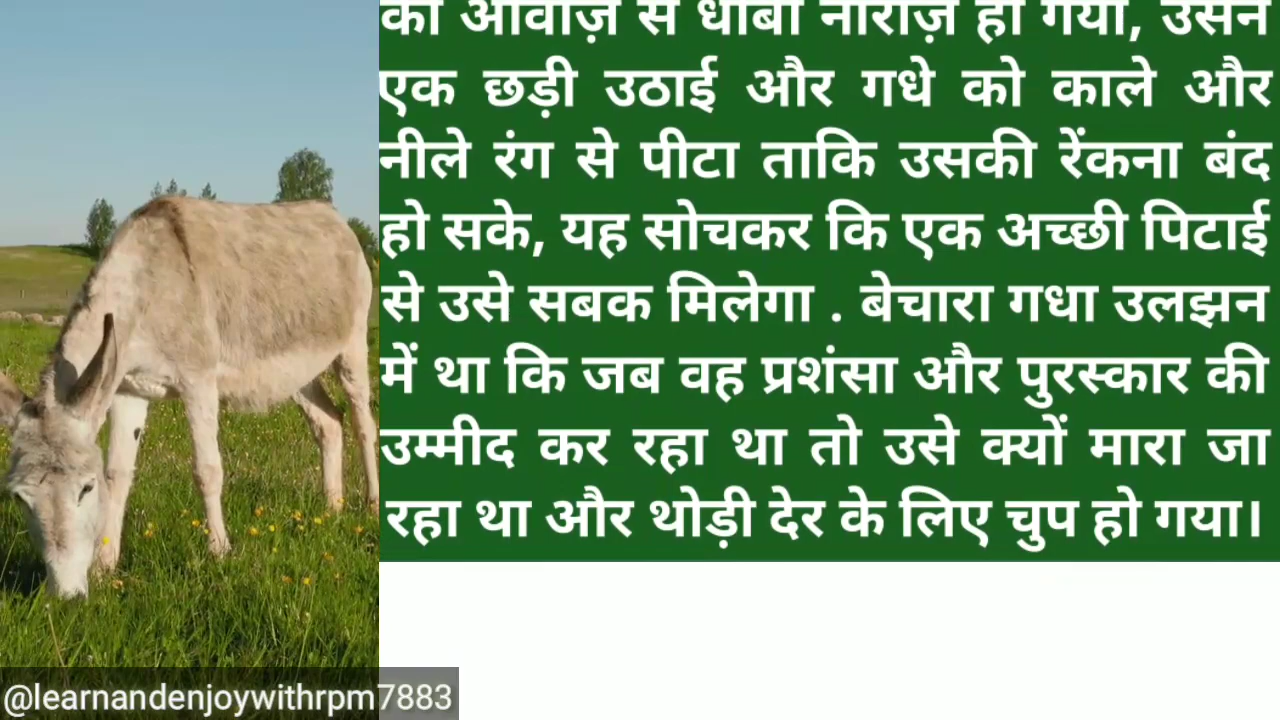 की आवाज़ से धोबी नाराज़ हो गया, उसने
एक छड़ी उठाई और गधे को काले और
नीले रंग से पीटा ताकि उसकी रेंकना बंद
हो सके, यह सोचकर कि एक अच्छी पिटाई
से उसे सबक मिलेगा . बेचारा गधा उलझन
में था कि जब वह प्रशंसा और पुरस्कार की
उम्मीद कर रहा था तो उसे क्यों मारा जा
रहा था और थोड़ी देर के लिए चुप हो गया।
@learnandenjoywithrpm7883